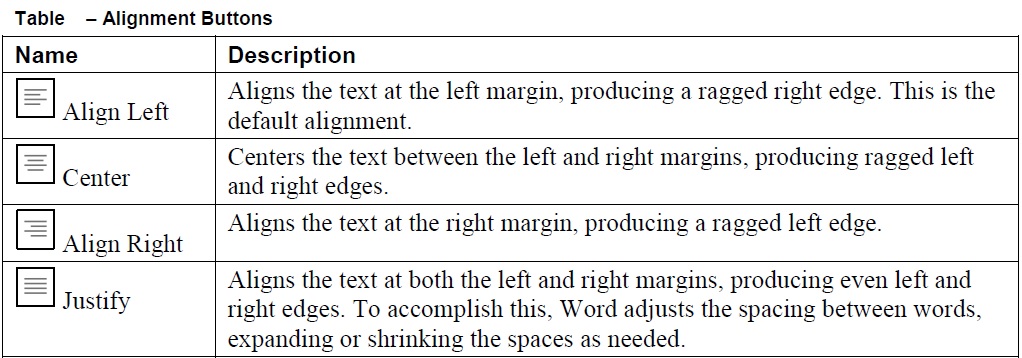 Table – Alignment Buttons
Name Description
Align Left Aligns the text at the left margin, producing a ragged right edge. This is the
default alignment.
Center Centers the text between the left and right margins, producing ragged left
and right edges.
Align Right Aligns the text at the right margin, producing a ragged left edge.
Justify Aligns the text at both the left and right margins, producing even left and
right edges. To accomplish this, Word adjusts the spacing between words,
expanding or shrinking the spaces as needed.